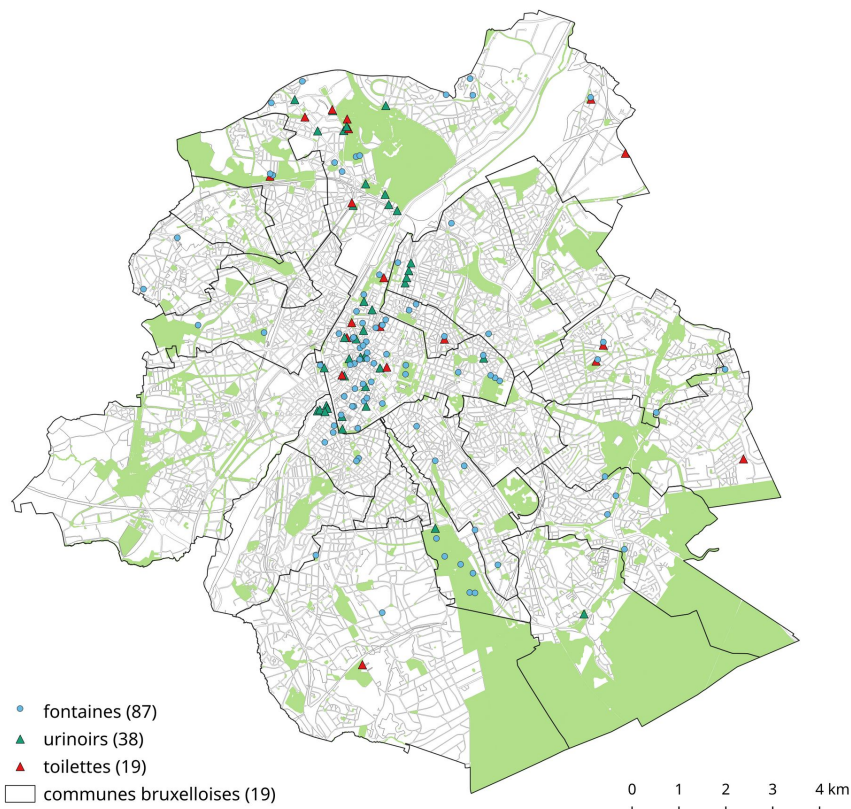 fontaines (87)
urinoirs (38)
toilettes (19)
communes bruxelloises (19)
0 1 2 3 4 km